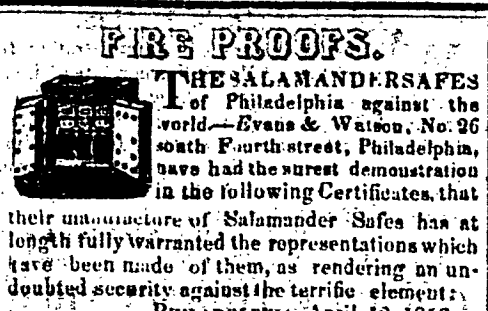 FIRE PROOFS.
THE SALAMANDER SAFES
of Philadelphia against the
world.—Evans & Watson, No. 26
south Fourth street, Philadelphia,
have had the surest demonstration
in the following Certificates, that
their manufacture of Salamander Safes has at
length fully warranted the representations which
have been made of them, as rendering an un-
doubted security against the terrific element:
April